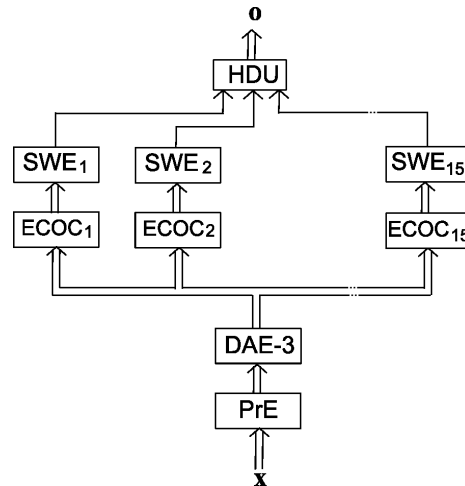 o
HDU
SWE₁ SWE₂ SWE₁₅
ECOC₁ ECOC₂ ECOC₁₅
DAE-3
PrE
x